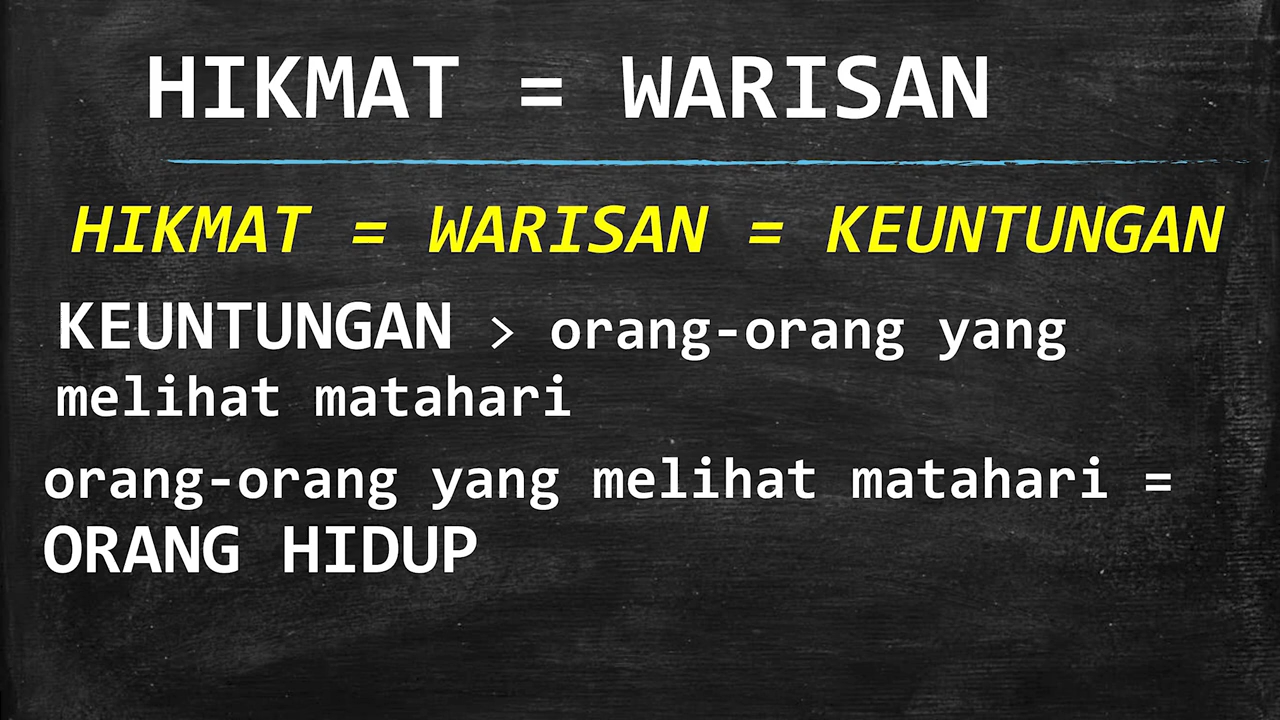 HIKMAT = WARISAN
HIKMAT = WARISAN = KEUNTUNGAN
KEUNTUNGAN > orang-orang yang
melihat matahari
orang-orang yang melihat matahari =
ORANG HIDUP